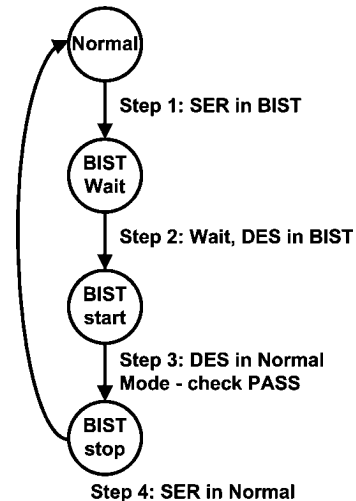 Normal
Step 1: SER in BIST
BIST
Wait
Step 2: Wait, DES in BIST
BIST
start
Step 3: DES in Normal
Mode - check PASS
BIST
stop
Step 4: SER in Normal